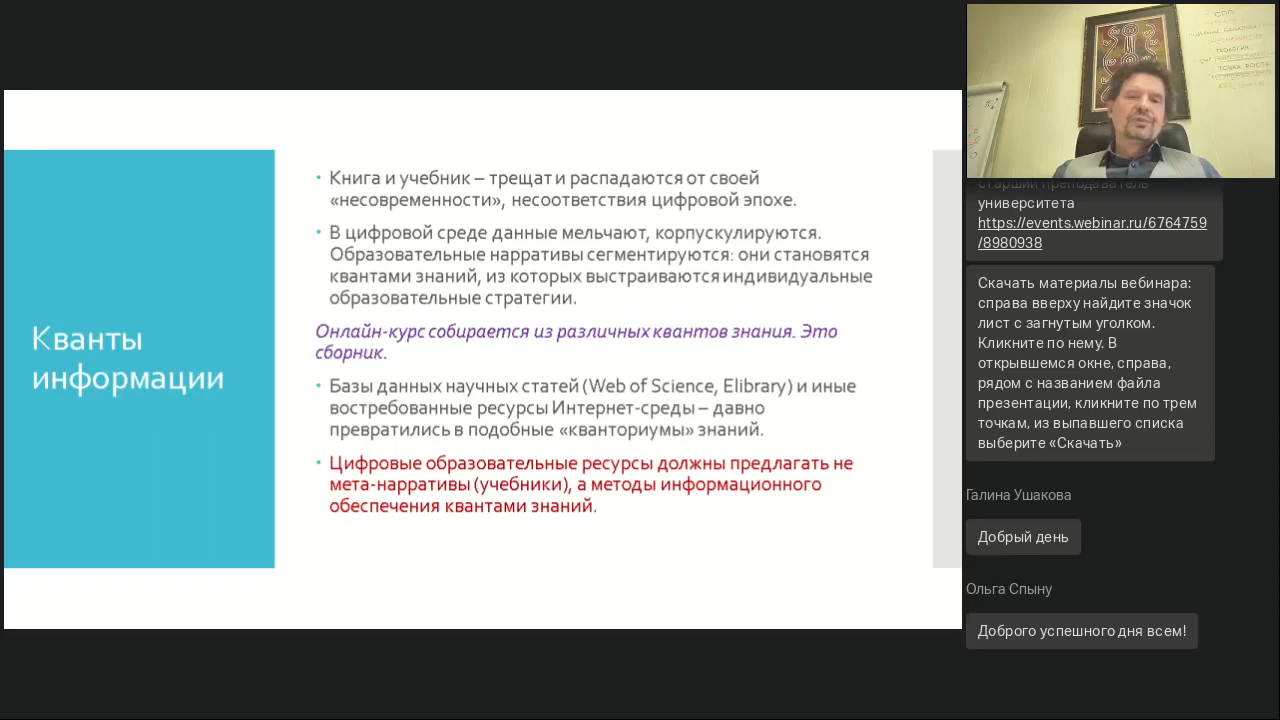 Кванты
информации
• Книга и учебник – трещат и распадаются от своей
«несовременности», несоответствия цифровой эпохе.
• В цифровой среде данные мельчают, корпускулируются.
Образовательные нарративы сегментируются: они становятся
квантами знаний, из которых выстраиваются индивидуальные
образовательные стратегии.
Онлайн-курс собирается из различных квантов знания. Это
сборник.
• Базы данных научных статей (Web of Science, Elibrary) и иные
востребованные ресурсы Интернет-среды – давно
превратились в подобные «кванториумы» знаний.
• Цифровые образовательные ресурсы должны предлагать не
мета-нарративы (учебники), а методы информационного
обеспечения квантами знаний.
СПО
ТЕОЛОГИЯ
ТОЧКА РОСТА
Старший преподаватель
университета
https://events.webinar.ru/6764759
/8980938
Скачать материалы вебинара:
справа вверху найдите значок
лист с загнутым уголком.
Кликните по нему. В
открывшемся окне, справа,
рядом с названием файла
презентации, кликните по трем
точкам, из выпавшего списка
выберите «Скачать»
Галина Ушакова
Добрый день
Ольга Спыну
Доброго успешного дня всем!